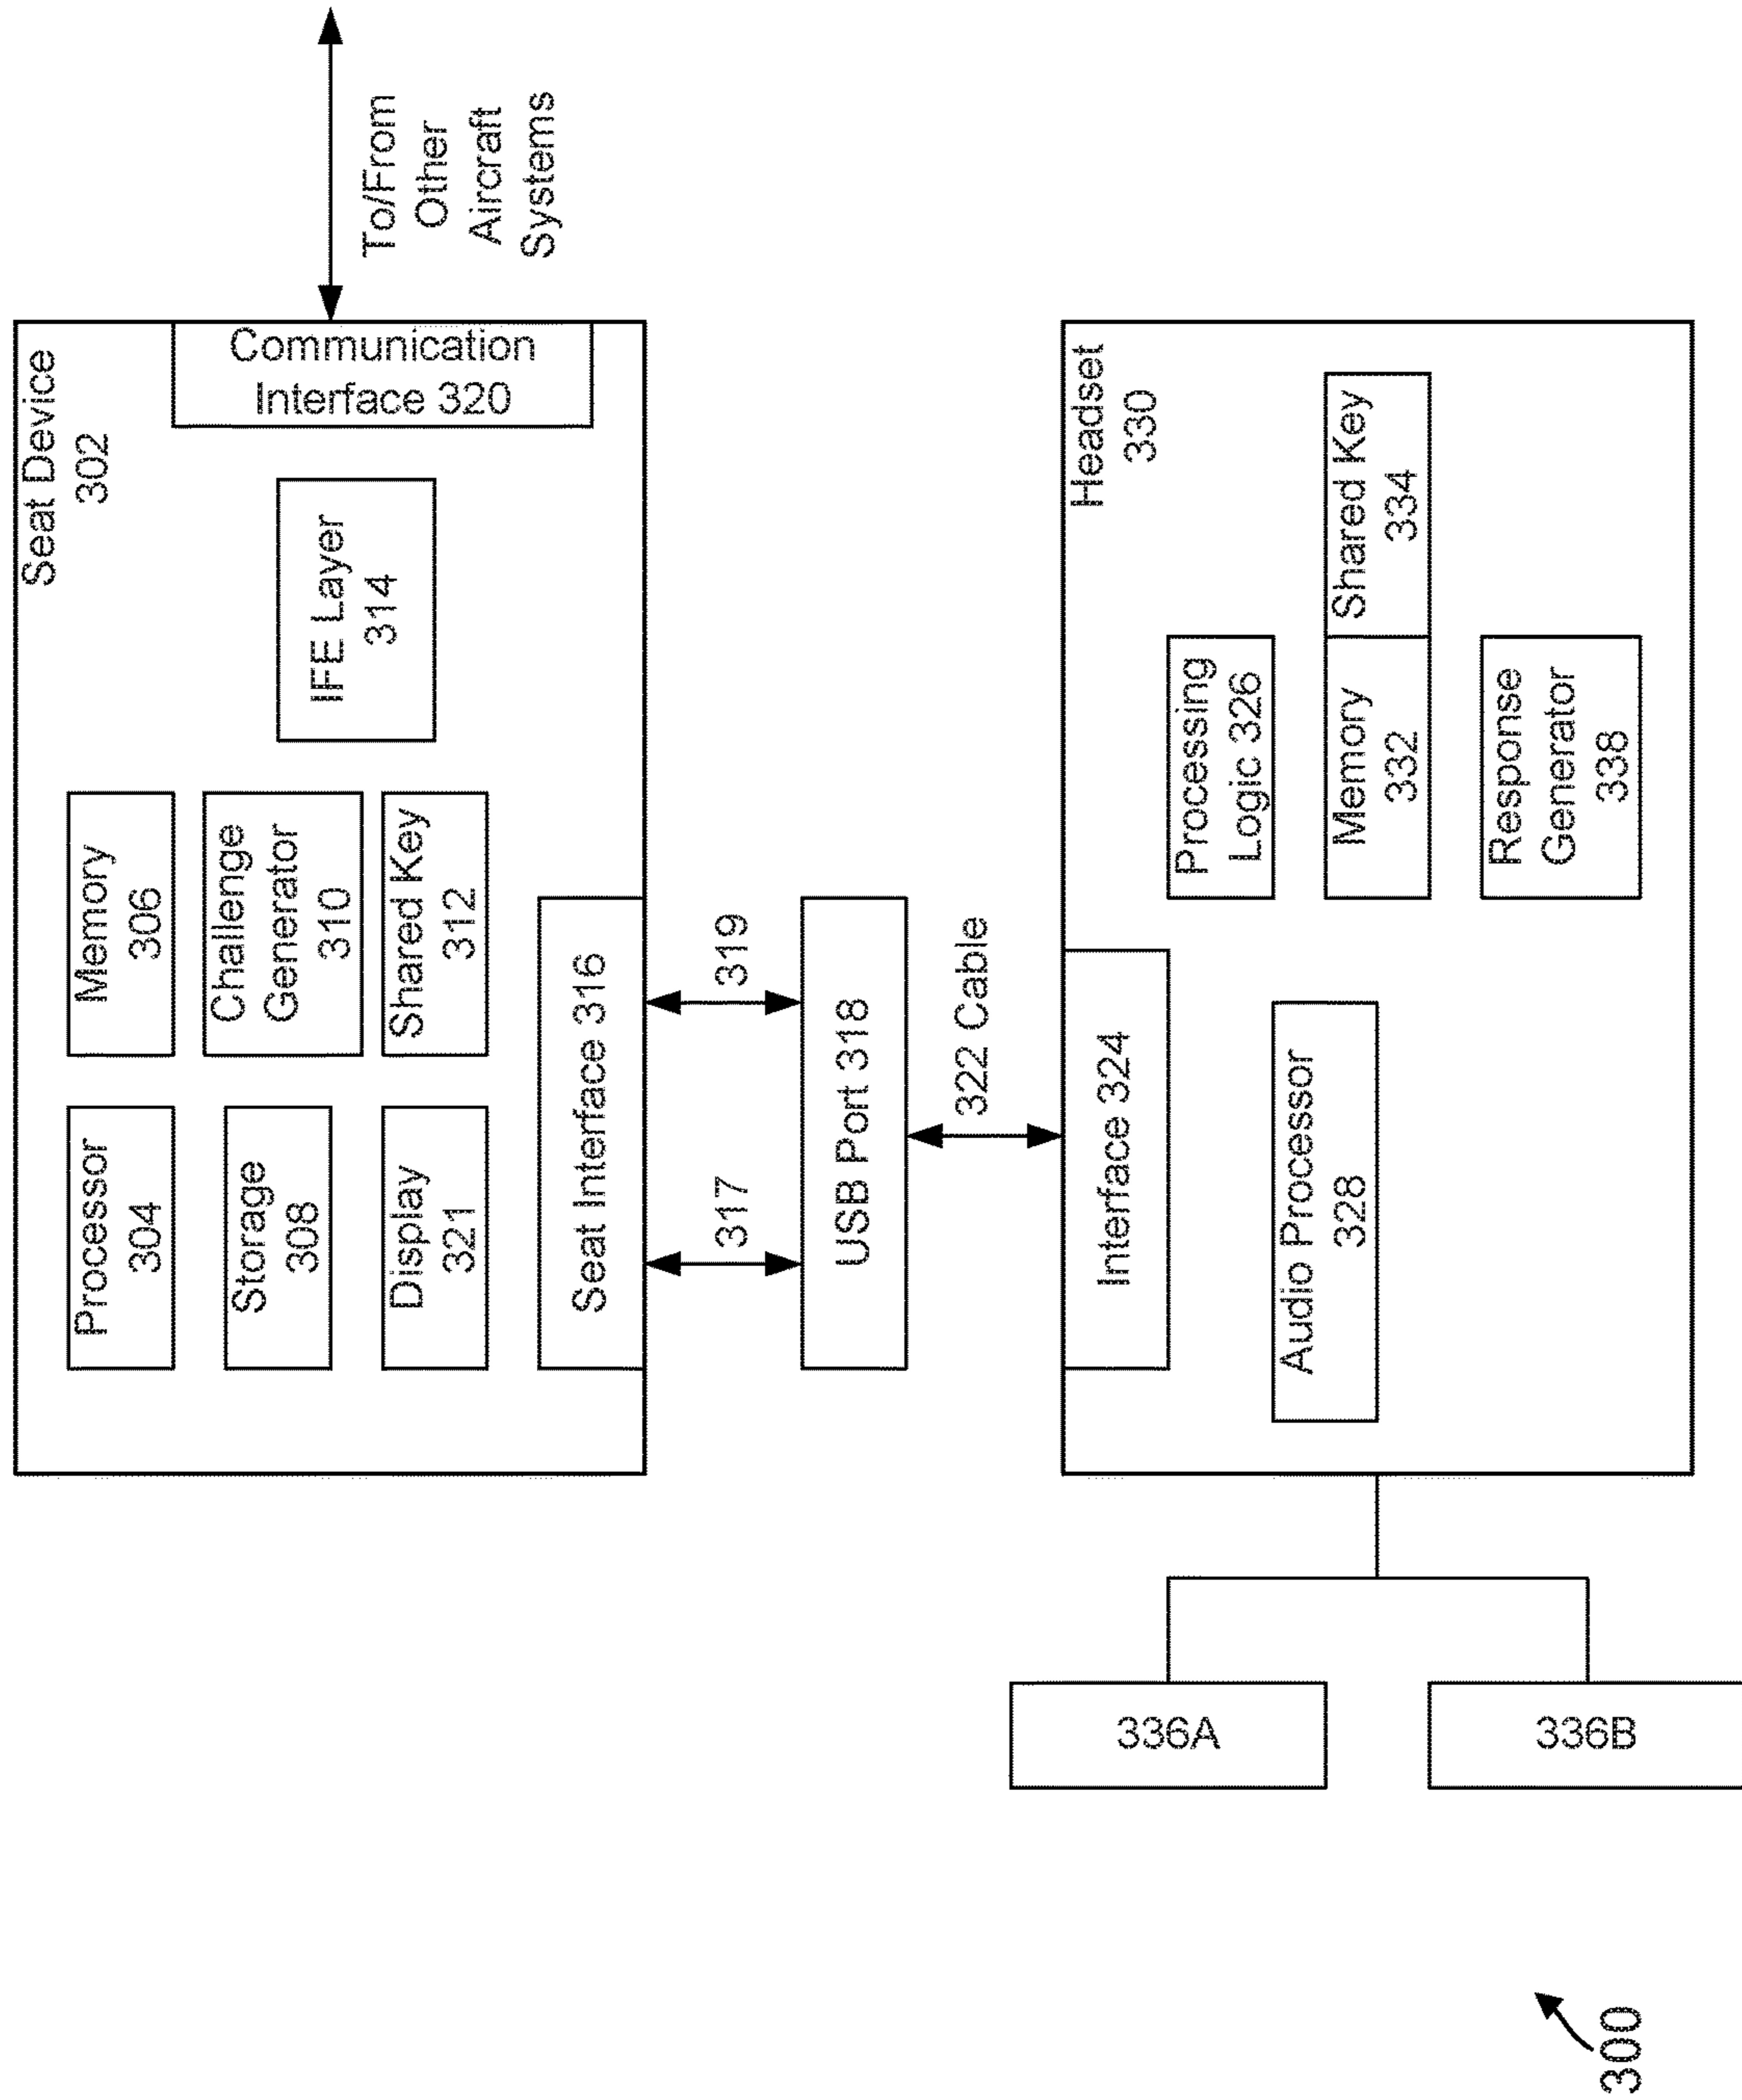 Seat Device
302
Processor
304
Memory
306
Storage
308
Challenge
Generator
310
Display
321
Shared Key
312
IFE Layer
314
Communication
Interface 320
To/From
Other
Aircraft
Systems
Seat Interface 316
317
319
USB Port 318
322 Cable
Headset
330
Interface 324
Processing
Logic 326
Audio Processor
328
Memory
332
Shared Key
334
Response
Generator
338
336A
336B
300